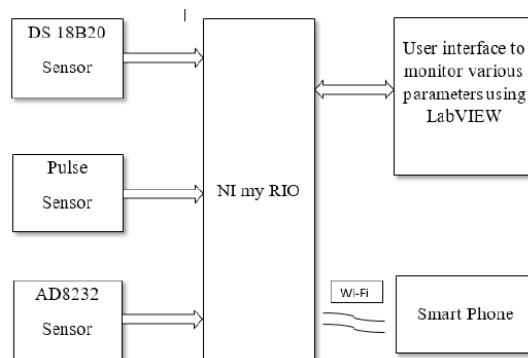 DS 18B20
Sensor
Pulse
Sensor
AD8232
Sensor
NI my RIO
User interface to
monitor various
parameters using
LabVIEW
Wi-Fi
Smart Phone